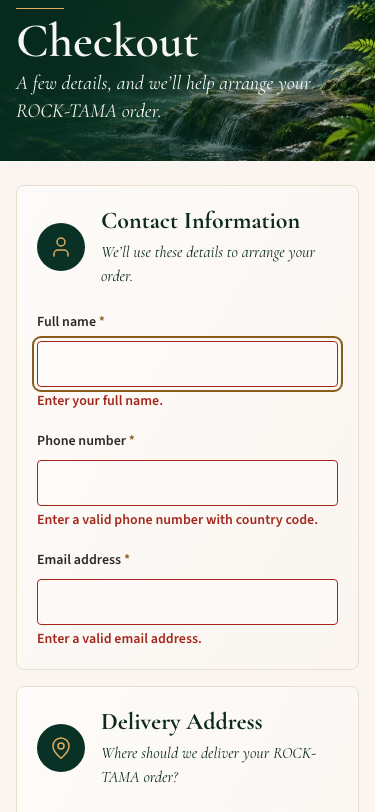 Checkout
A few details, and we’ll help arrange your
ROCK-TAMA order.
Contact Information
We’ll use these details to arrange your
order.
Full name *
Enter your full name.
Phone number *
Enter a valid phone number with country code.
Email address *
Enter a valid email address.
Delivery Address
Where should we deliver your ROCK-
TAMA order?